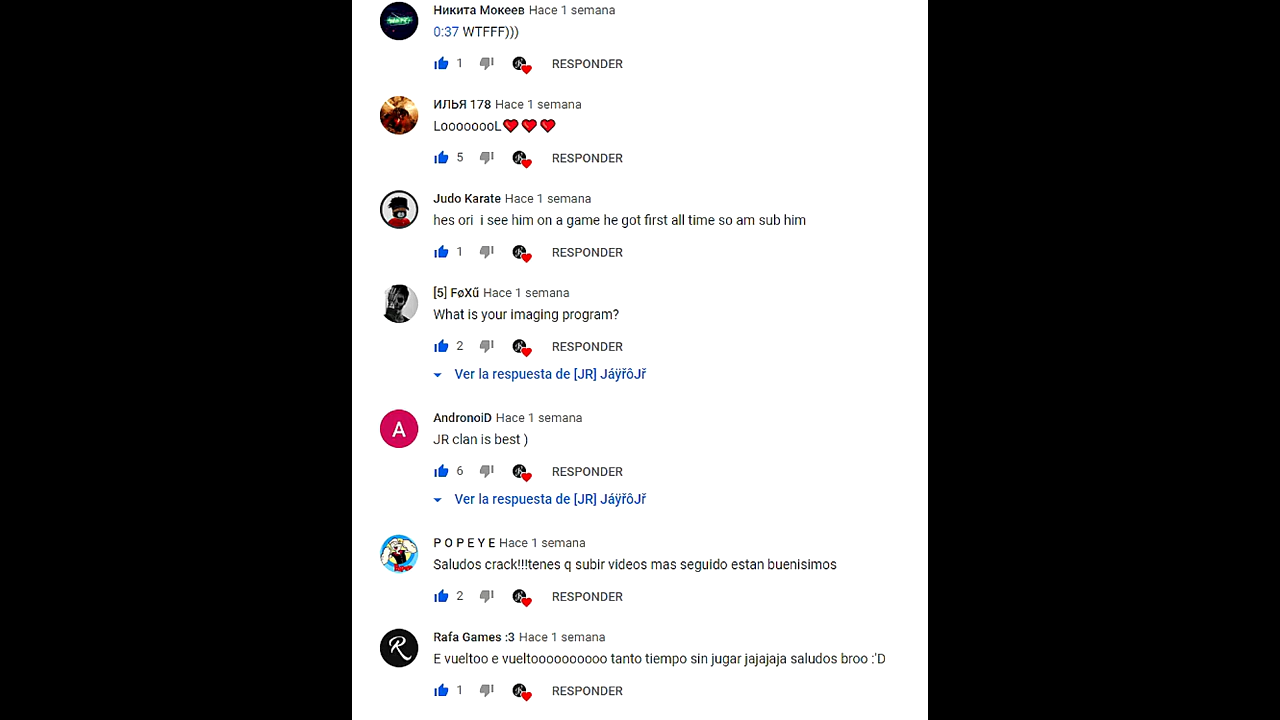 Никита Мокеев Hace 1 semana
0:37 WTFFF)))
1 RESPONDER
ИЛЬЯ 178 Hace 1 semana
LoooooooL❤❤❤
5 RESPONDER
Judo Karate Hace 1 semana
hes ori i see him on a game he got first all time so am sub him
1 RESPONDER
[5] FøXű Hace 1 semana
What is your imaging program?
2 RESPONDER
Ver la respuesta de [JR] JáÿřôJř
A
AndronoiD Hace 1 semana
JR clan is best )
6 RESPONDER
Ver la respuesta de [JR] JáÿřôJř
P O P E Y E Hace 1 semana
Saludos crack!!!tenes q subir videos mas seguido estan buenisimos
2 RESPONDER
R
Rafa Games :3 Hace 1 semana
E vueltoo e vueltoooooooooo tanto tiempo sin jugar jajajaja saludos broo :'D
1 RESPONDER